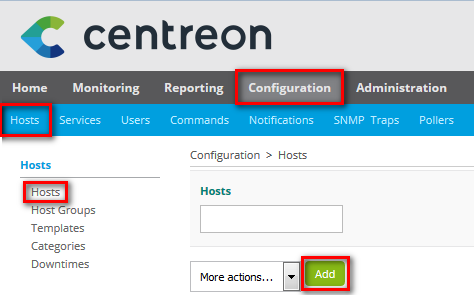 centreon
Home Monitoring Reporting Configuration Administration
Hosts Services Users Commands Notifications SNMP Traps Pollers
Hosts
Hosts
Host Groups
Templates
Categories
Downtimes
Configuration > Hosts
Hosts
More actions... Add